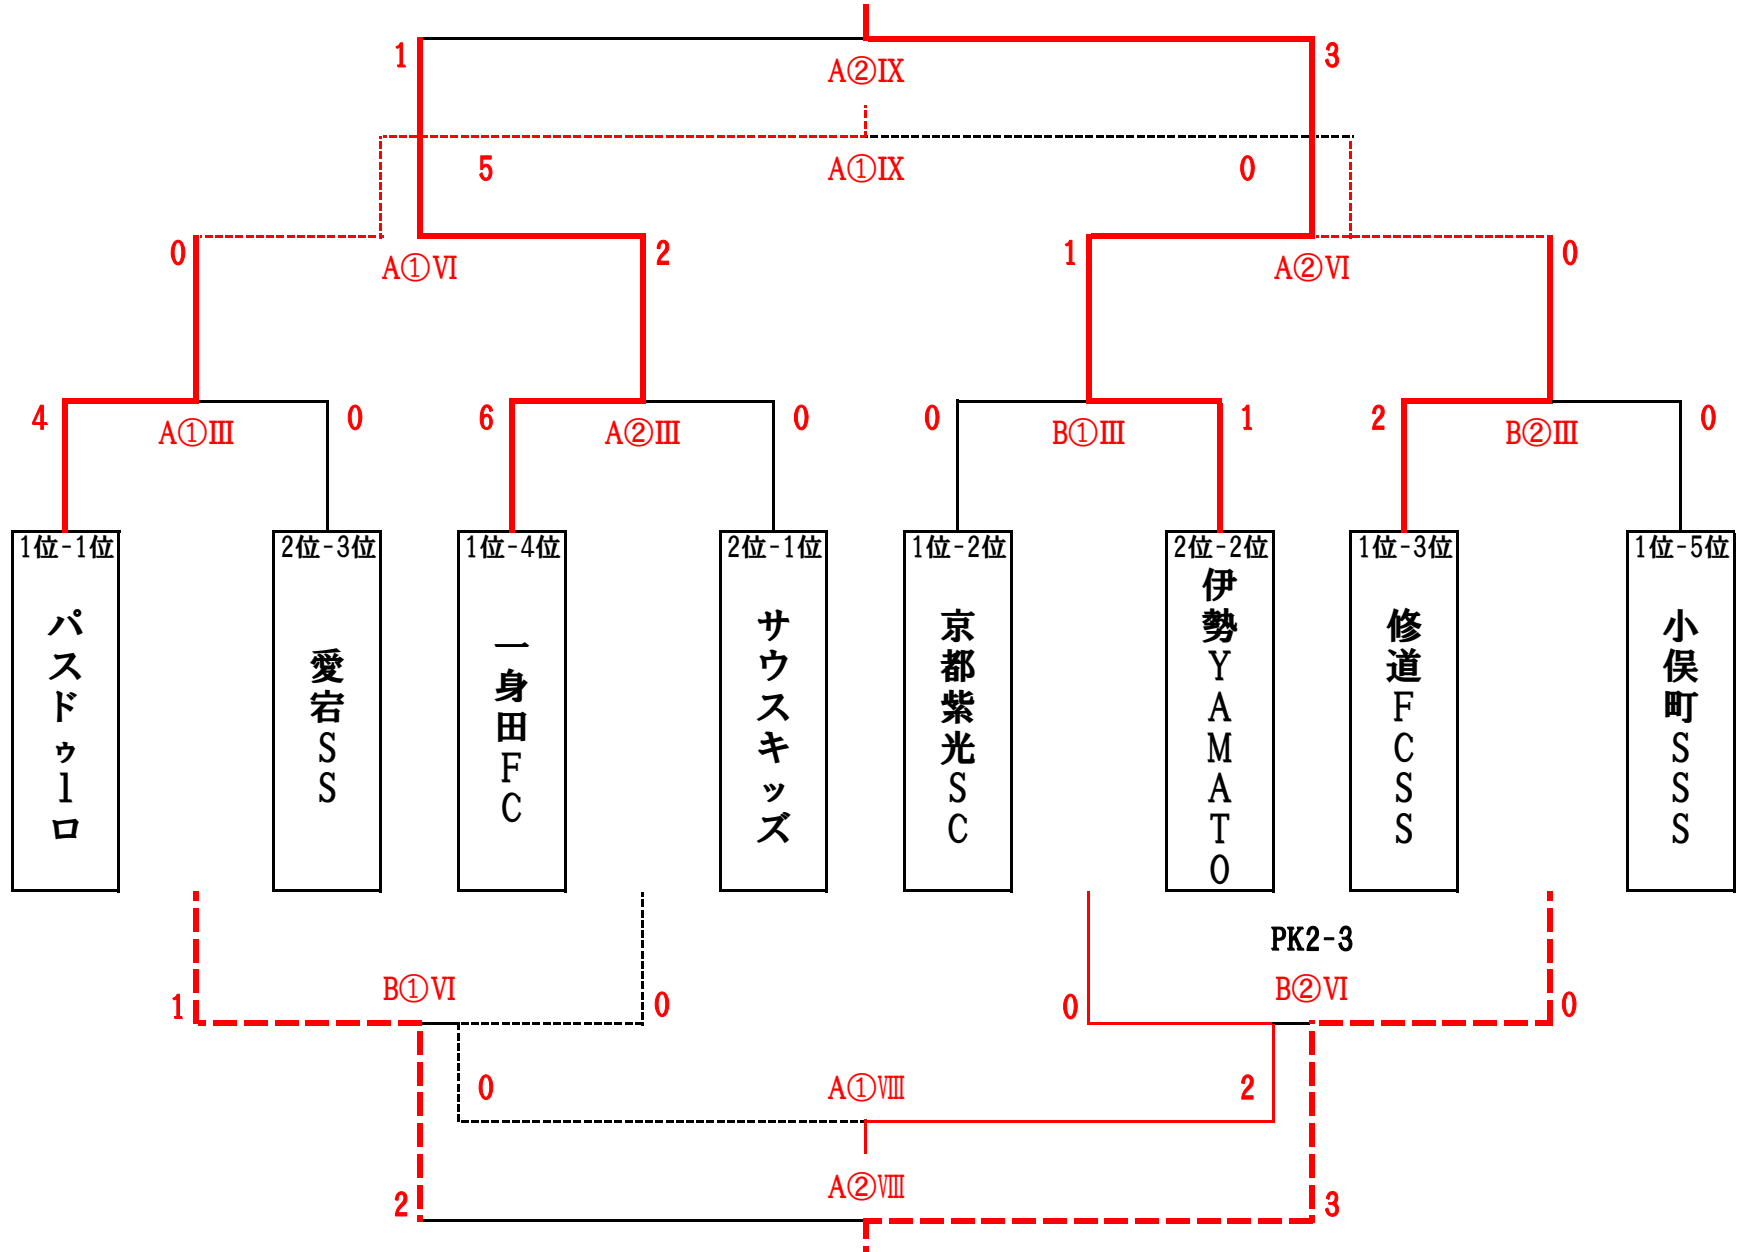 1
3
A②Ⅸ
5
A①Ⅸ
0
0
A①Ⅵ
2
1
A②Ⅵ
0
4
A①Ⅲ
0
6
A②Ⅲ
0
0
B①Ⅲ
1
2
B②Ⅲ
0
1位-1位
パスドゥーロ
2位-3位
愛宕SS
1位-4位
一身田FC
2位-1位
サウスキッズ
1位-2位
京都紫光SC
2位-2位
伊勢YAMATO
1位-3位
修道FCSS
1位-5位
小俣町SSS
PK2-3
1
B①Ⅵ
0
0
B②Ⅵ
0
0
A①Ⅷ
2
2
A②Ⅷ
3